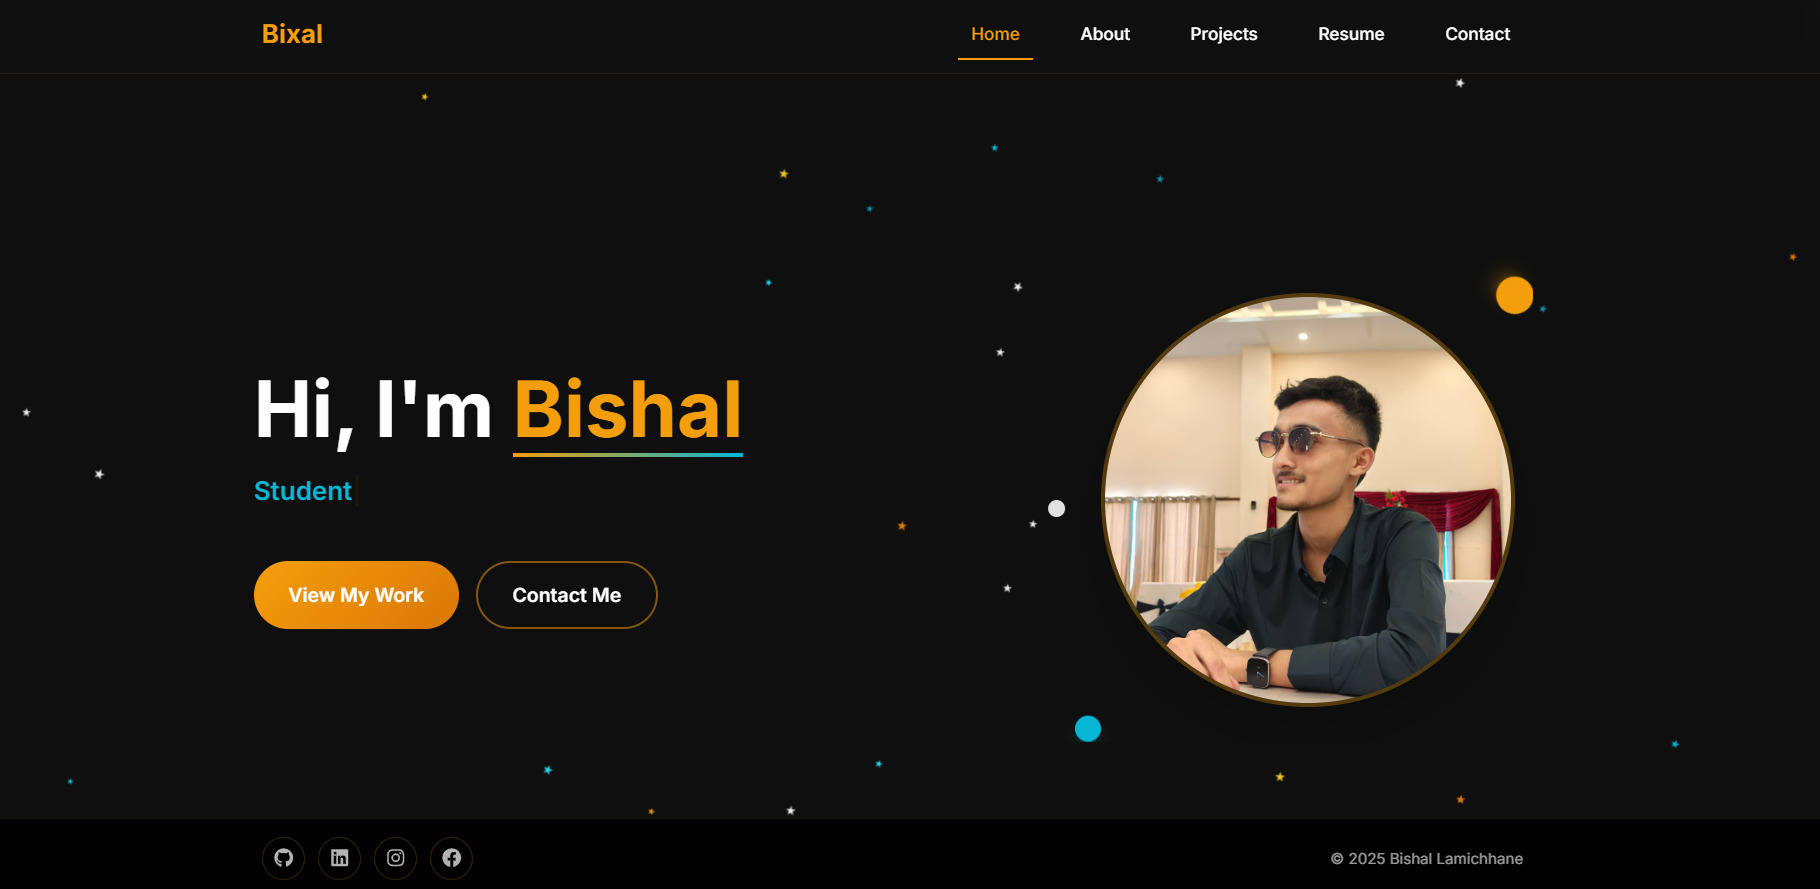 Bixal
Home About Projects Resume Contact
Hi, I'm Bishal
Student
View My Work Contact Me
© 2025 Bishal Lamichhane